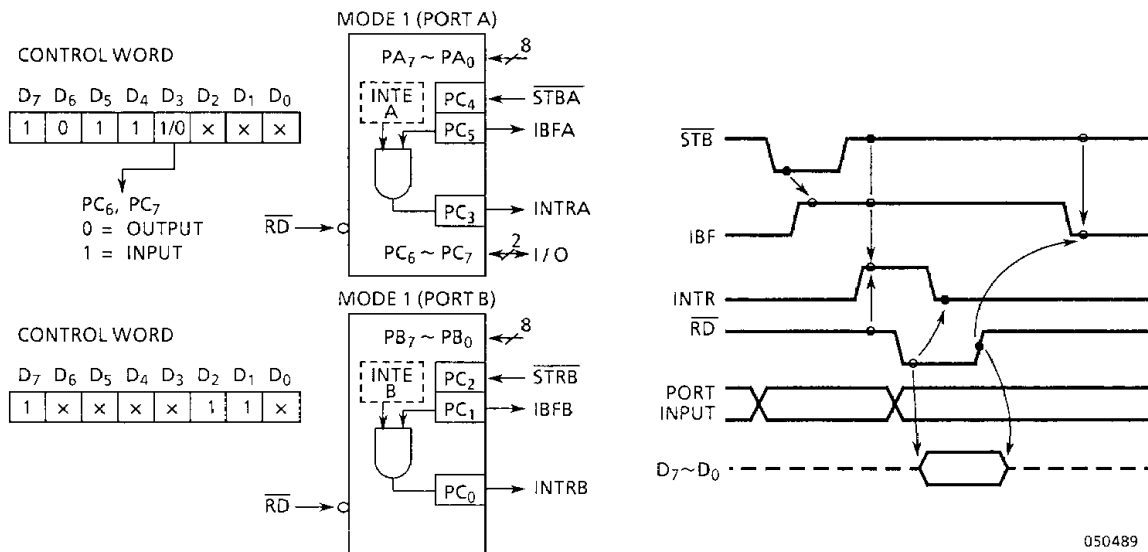 MODE 1 (PORT A)
CONTROL WORD
D7 D6 D5 D4 D3 D2 D1 D0
1 0 1 1 1/0 × × ×
PC6, PC7
0 = OUTPUT
1 = INPUT
PA7 ~ PA0
8
INTE
A
PC4
STBA
PC5
IBFA
PC3
INTRA
RD
PC6 ~ PC7
2
I/O
MODE 1 (PORT B)
CONTROL WORD
D7 D6 D5 D4 D3 D2 D1 D0
1 × × × × 1 1 ×
PB7 ~ PB0
8
INTE
B
PC2
STRB
PC1
IBFB
PC0
INTRB
RD
STB
IBF
INTR
RD
PORT
INPUT
D7~D0
050489